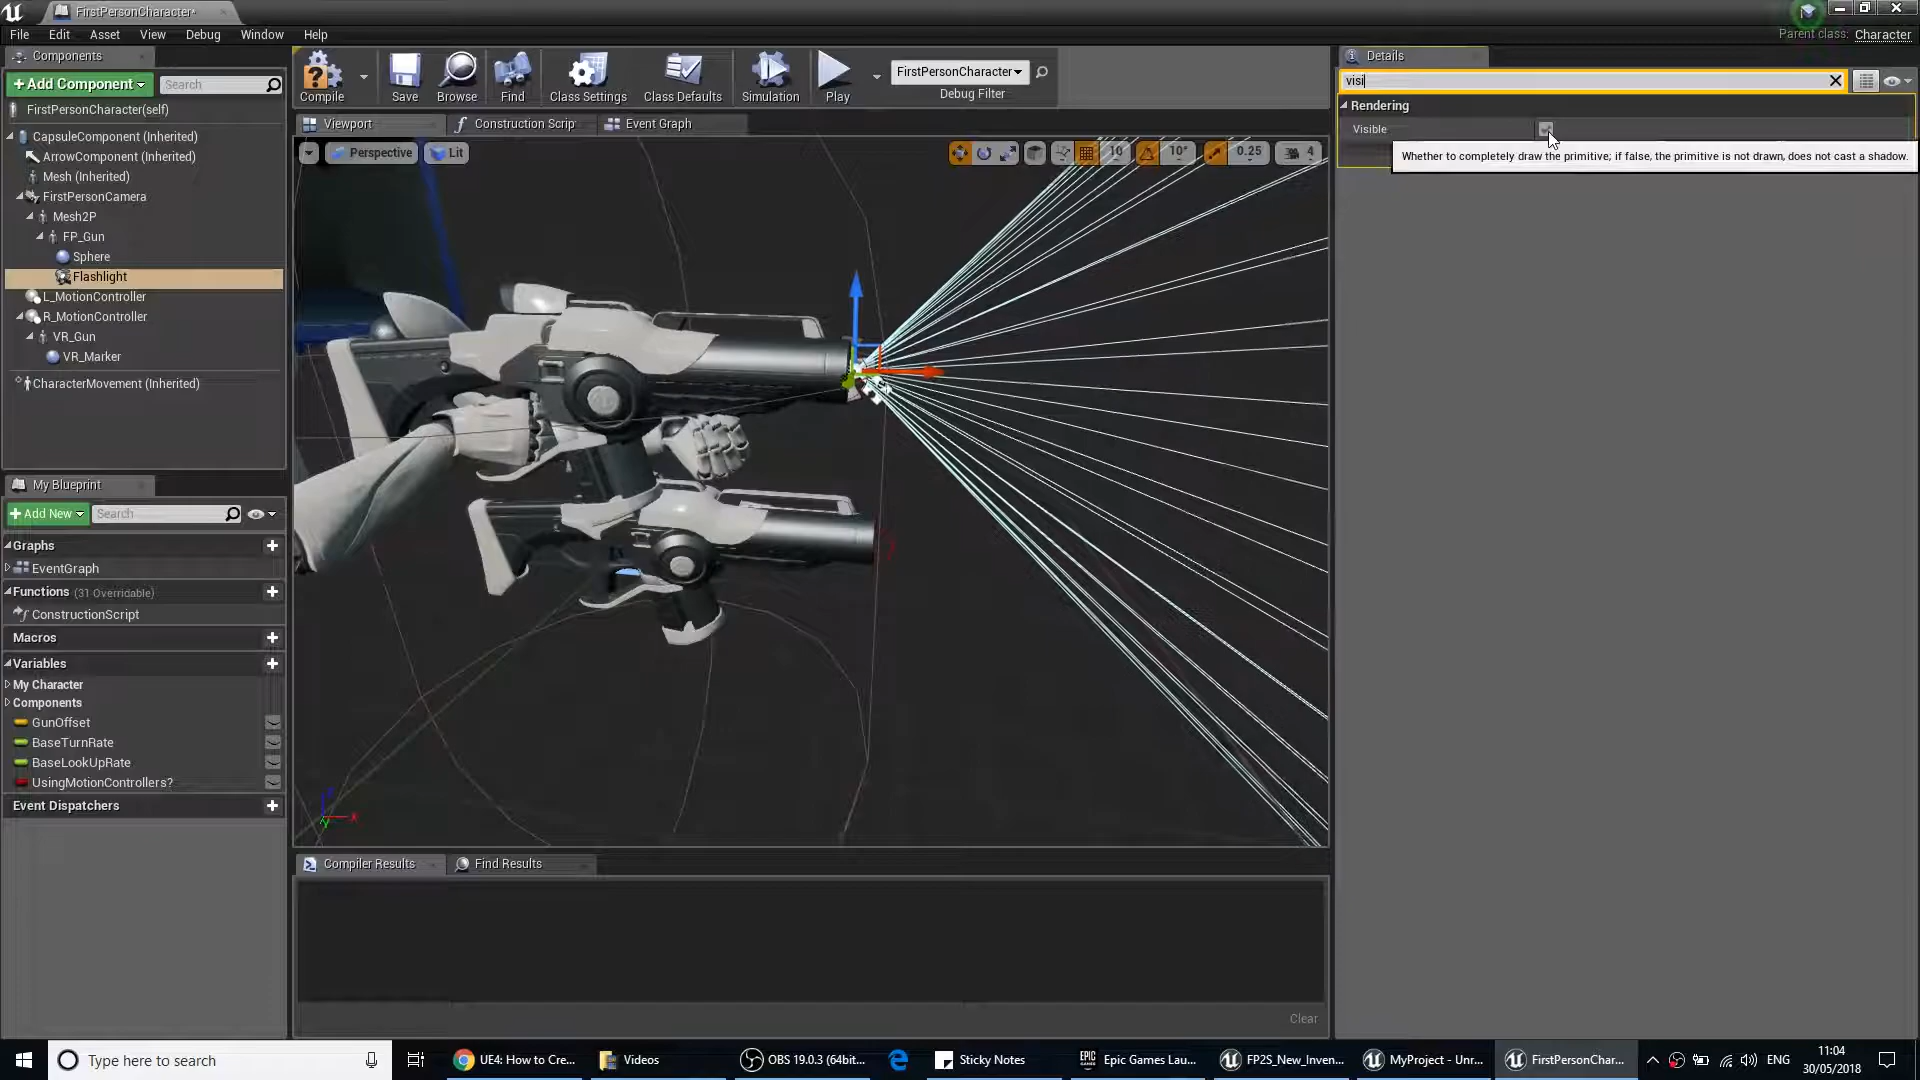 FirstPersonCharacter*
File Edit Asset View Debug Window Help
Parent class: Character
Components
+ Add Component
Search
FirstPersonCharacter(self)
CapsuleComponent (Inherited)
ArrowComponent (Inherited)
Mesh (Inherited)
FirstPersonCamera
Mesh2P
FP_Gun
Sphere
Flashlight
L_MotionController
R_MotionController
VR_Gun
VR_Marker
CharacterMovement (Inherited)
My Blueprint
+ Add New
Search
Graphs
EventGraph
Functions (31 Overridable)
ConstructionScript
Macros
Variables
My Character
Components
GunOffset
BaseTurnRate
BaseLookUpRate
UsingMotionControllers?
Event Dispatchers
Compile
Save
Browse
Find
Class Settings
Class Defaults
Simulation
Play
FirstPersonCharacter
Debug Filter
Viewport
Construction Scrip
Event Graph
Perspective
Lit
10
10°
0.25
4
Compiler Results
Find Results
Clear
Details
visi
Rendering
Visible
Whether to completely draw the primitive; if false, the primitive is not drawn, does not cast a shadow.
Type here to search
UE4: How to Cre...
Videos
OBS 19.0.3 (64bit...
Sticky Notes
Epic Games Lau...
FP2S_New_Inven...
MyProject - Unr...
FirstPersonChar...
ENG
11:04
30/05/2018